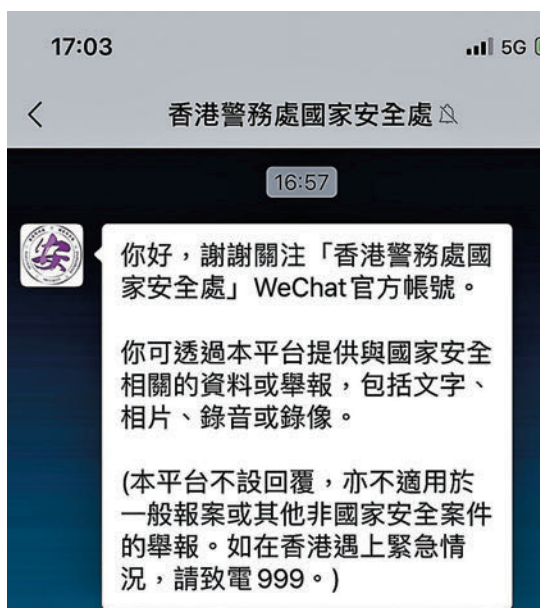 17:03
5G
香港警務處國家安全處
16:57
你好，謝謝關注「香港警務處國
家安全處」WeChat官方帳號。
你可透過本平台提供與國家安全
相關的資料或舉報，包括文字、
相片、錄音或錄像。
(本平台不設回覆，亦不適用於
一般報案或其他非國家安全案件
的舉報。如在香港遇上緊急情
況，請致電999。)
安